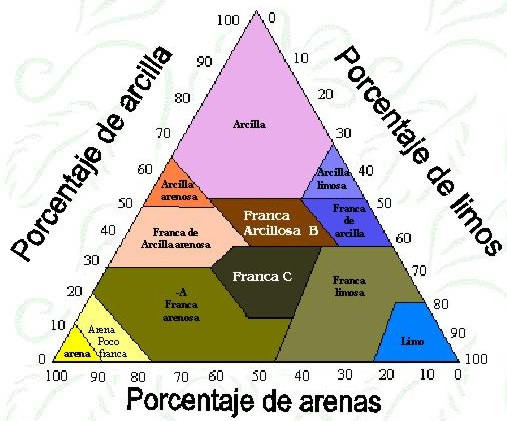 100
0
90
10
80
20
70
30
60
40
50
50
40
60
30
70
20
80
10
90
0
100
100
90
80
70
60
50
40
30
20
10
0
Porcentaje de arcilla
Porcentaje de limos
Porcentaje de arenas
Arcilla
Arcilla
arenosa
Arcilla
limosa
Franca
Arcillosa B
Franca
de
arcilla
Franca de
Arcilla arenosa
Franca C
Franca
limosa
-A
Franca
arenosa
Arena
Poco
franca
arena
Limo